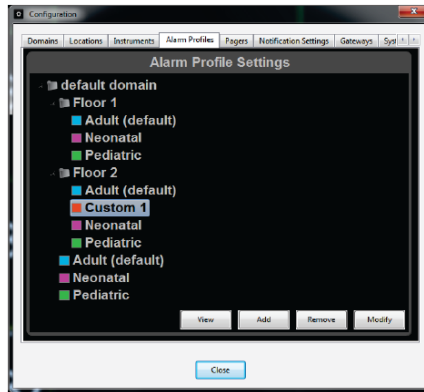 Configuration
Domains Locations Instruments Alarm Profiles Pagers Notification Settings Gateways Syst
Alarm Profile Settings
default domain
Floor 1
Adult (default)
Neonatal
Pediatric
Floor 2
Adult (default)
Custom 1
Neonatal
Pediatric
Adult (default)
Neonatal
Pediatric
View Add Remove Modify
Close